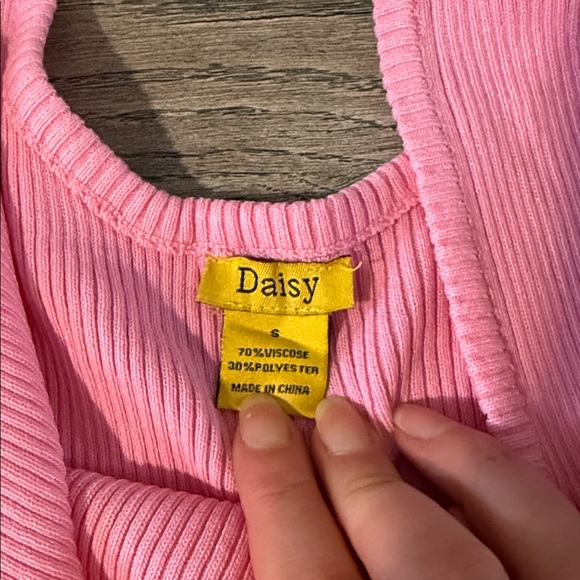 Daisy
S
70%VISCOSE
30%POLYESTER
MADE IN CHINA